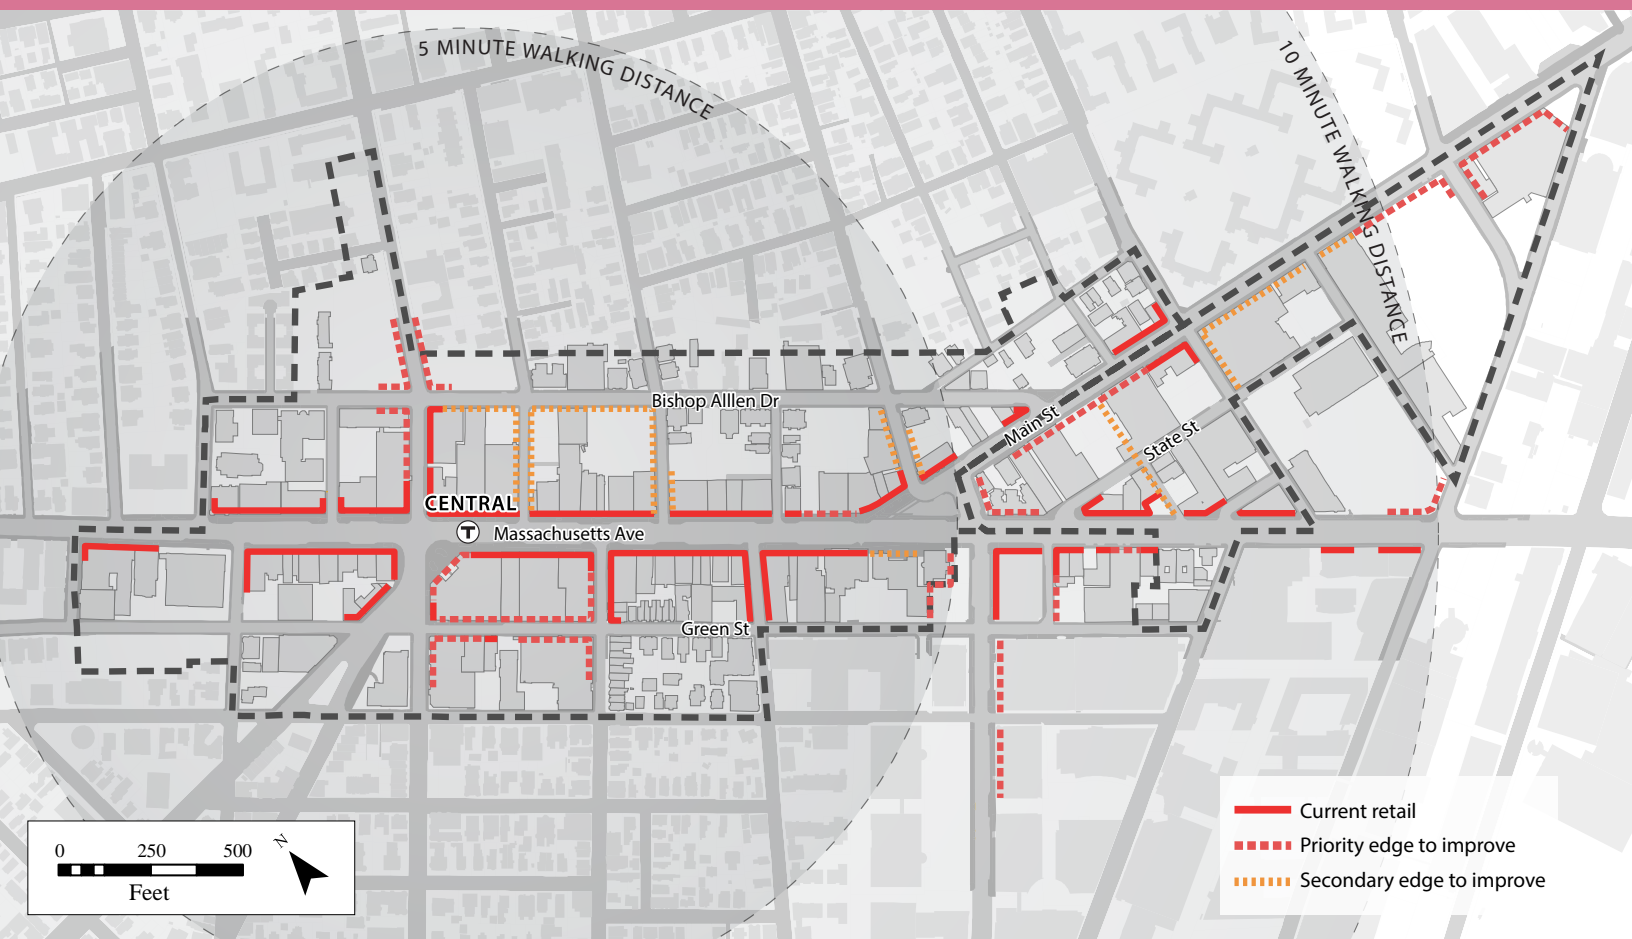 5 MINUTE WALKING DISTANCE
10 MINUTE WALKING DISTANCE
Bishop Alllen Dr
Main St
State St
CENTRAL
T
Massachusetts Ave
Green St
Current retail
Priority edge to improve
Secondary edge to improve
0 250 500
Feet
N